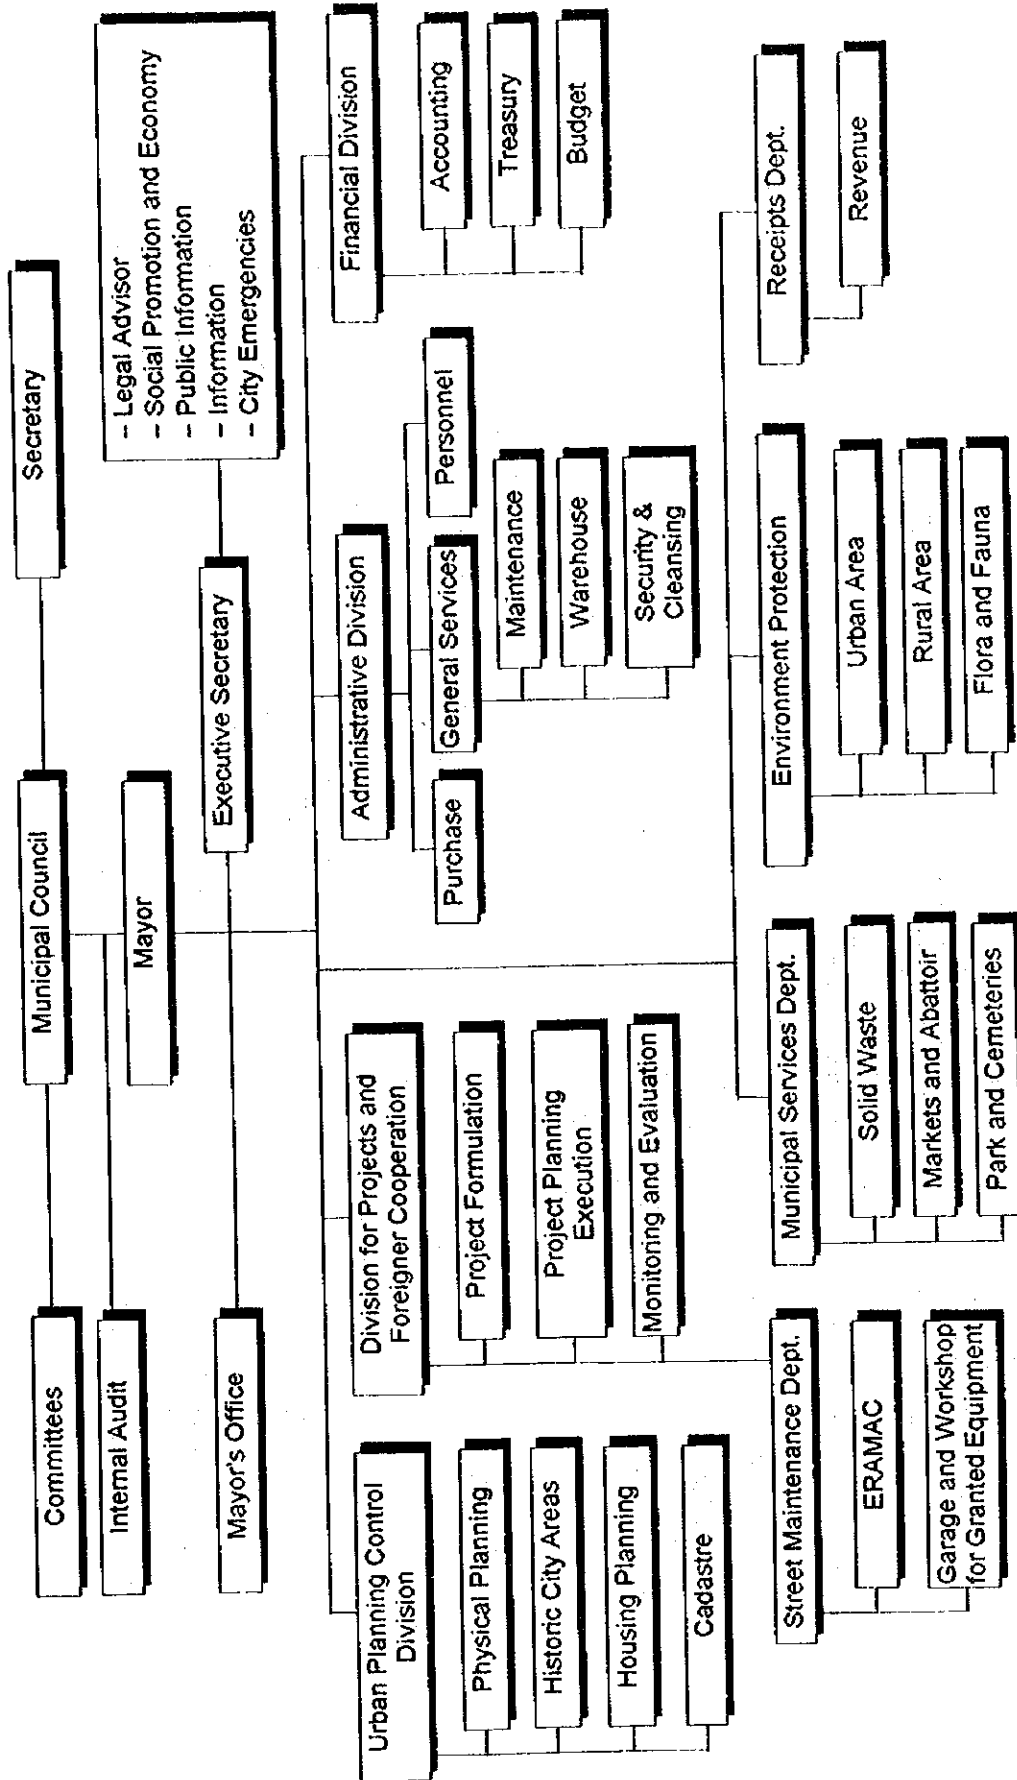 Secretary
Municipal Council
Committees
Internal Audit
Mayor
– Legal Advisor
– Social Promotion and Economy
– Public Information
– Information
– City Emergencies
Executive Secretary
Mayor's Office
Urban Planning Control
Division
Physical Planning
Historic City Areas
Housing Planning
Cadastre
Division for Projects and
Foreigner Cooperation
Project Formulation
Project Planning
Execution
Monitoring and Evaluation
Administrative Division
Purchase
General Services
Personnel
Maintenance
Warehouse
Security &
Cleansing
Financial Division
Accounting
Treasury
Budget
Street Maintenance Dept.
ERAMAC
Garage and Workshop
for Granted Equipment
Municipal Services Dept.
Solid Waste
Markets and Abattoir
Park and Cemeteries
Environment Protection
Urban Area
Rural Area
Flora and Fauna
Receipts Dept.
Revenue